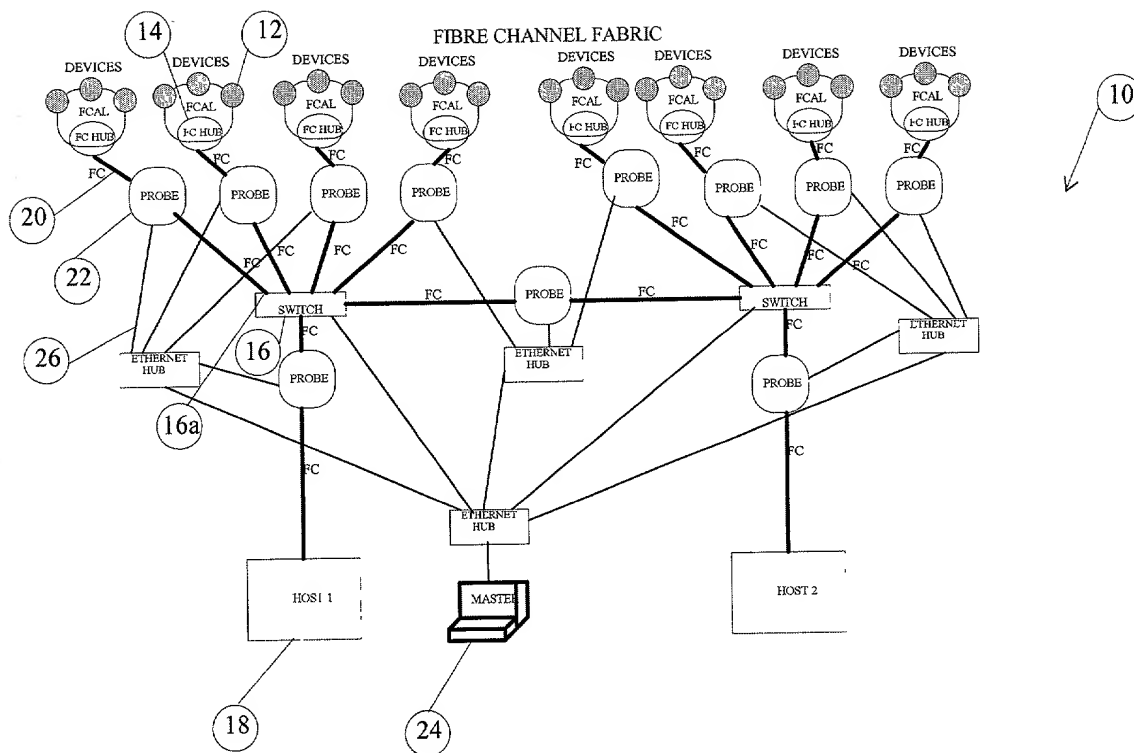 FIBRE CHANNEL FABRIC
14
12
10
DEVICES DEVICES DEVICES DEVICES DEVICES DEVICES DEVICES DEVICES
FCAL FCAL FCAL FCAL FCAL FCAL FCAL FCAL
FC HUB FC HUB FC HUB FC HUB FC HUB FC HUB FC HUB FC HUB
FC FC FC FC FC FC FC FC
PROBE PROBE PROBE PROBE PROBE PROBE PROBE PROBE
20
22
FC FC FC FC FC FC FC FC
FC PROBE FC
SWITCH SWITCH
26
16
FC FC
ETHERNET
HUB
ETHERNET
HUB
ETHERNET
HUB
PROBE PROBE
16a
FC FC
ETHERNET
HUB
HOST 1
MASTER
HOST 2
18
24